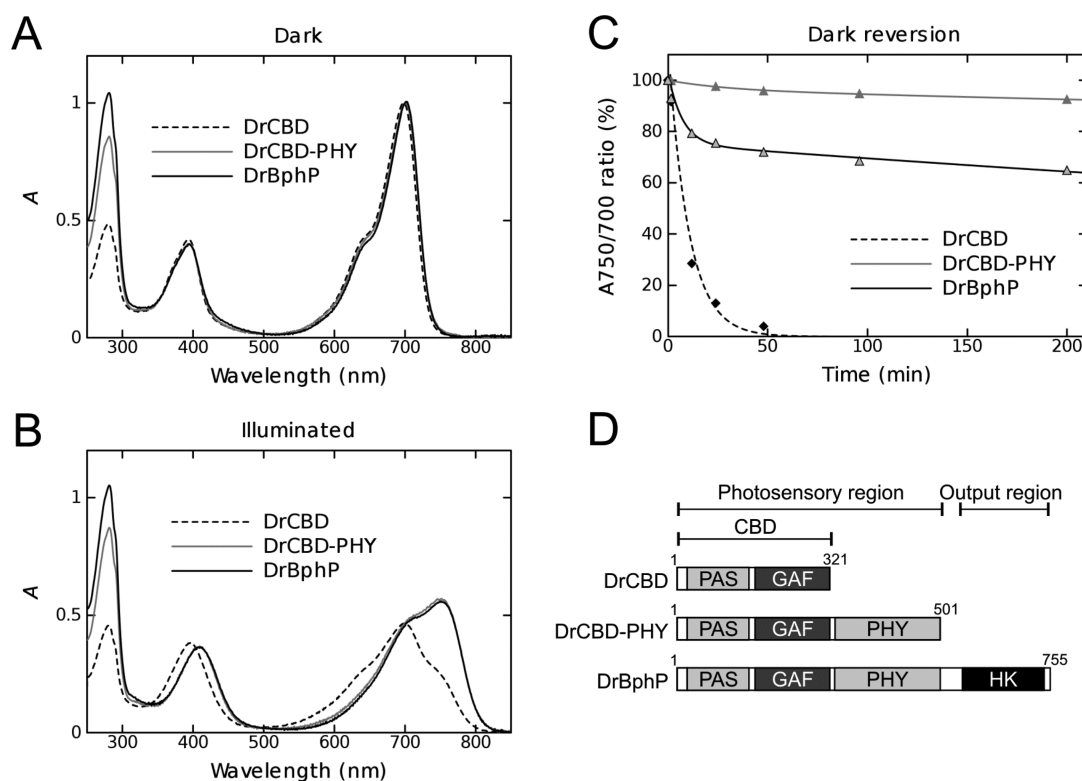 A
Dark
1
0.5
0
A
DrCBD
DrCBD-PHY
DrBphP
300 400 500 600 700 800
Wavelength (nm)
B
Illuminated
1
0.5
0
A
DrCBD
DrCBD-PHY
DrBphP
300 400 500 600 700 800
Wavelength (nm)
C
Dark reversion
100
80
60
40
20
0
A750/700 ratio (%)
DrCBD
DrCBD-PHY
DrBphP
0 50 100 150 200
Time (min)
D
Photosensory region Output region
CBD
1 321
DrCBD PAS GAF
1 501
DrCBD-PHY PAS GAF PHY
1 755
DrBphP PAS GAF PHY HK